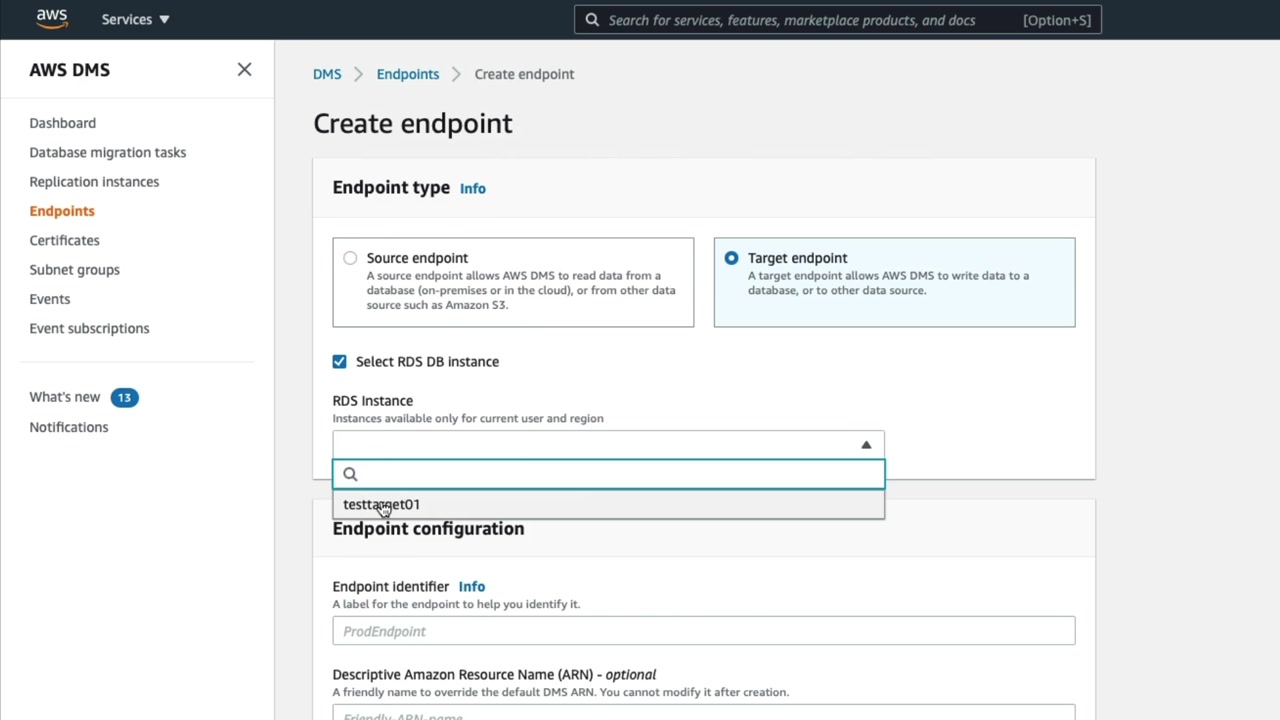 aws
Services ▼
Search for services, features, marketplace products, and docs
[Option+S]
AWS DMS
Dashboard
Database migration tasks
Replication instances
Endpoints
Certificates
Subnet groups
Events
Event subscriptions
What's new 13
Notifications
DMS > Endpoints > Create endpoint
Create endpoint
Endpoint type Info
Source endpoint
A source endpoint allows AWS DMS to read data from a
database (on-premises or in the cloud), or from other data
source such as Amazon S3.
Target endpoint
A target endpoint allows AWS DMS to write data to a
database, or to other data source.
Select RDS DB instance
RDS Instance
Instances available only for current user and region
testtarget01
Endpoint configuration
Endpoint identifier Info
A label for the endpoint to help you identify it.
ProdEndpoint
Descriptive Amazon Resource Name (ARN) - optional
A friendly name to override the default DMS ARN. You cannot modify it after creation.
Friendly-ARN-name